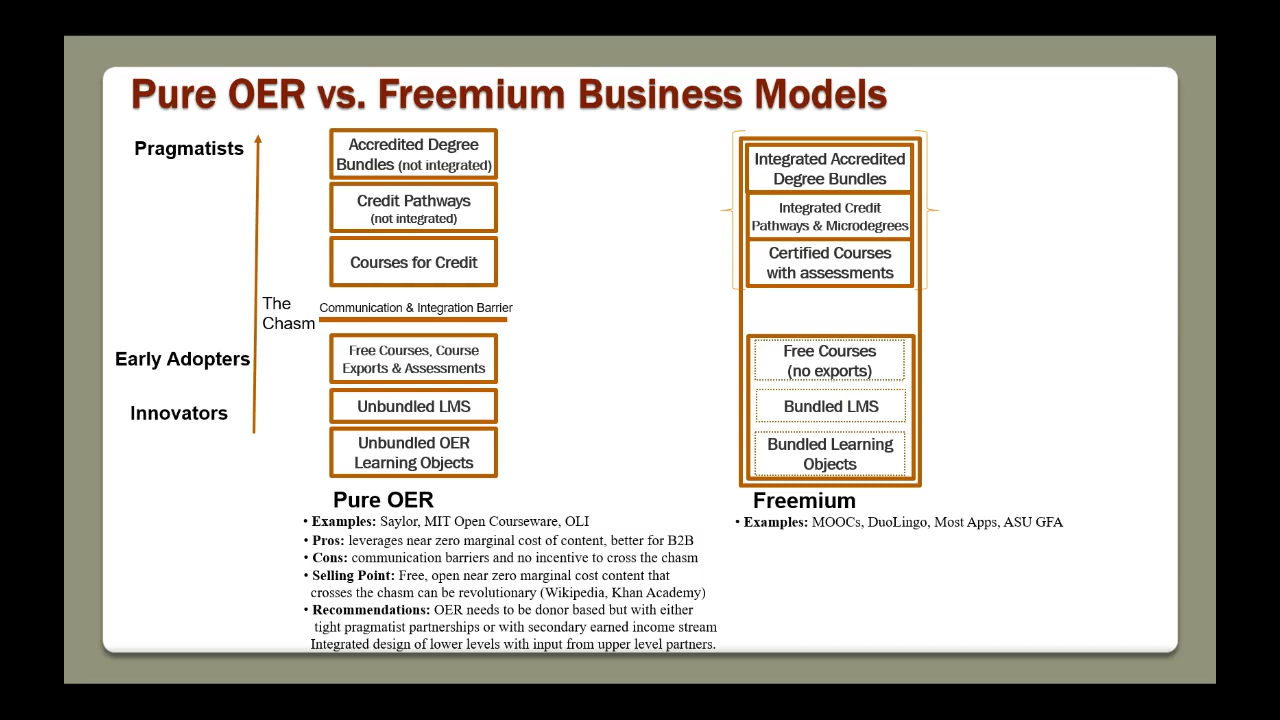 Pure OER vs. Freemium Business Models
Pragmatists
The
Chasm
Early Adopters
Innovators
Accredited Degree
Bundles (not integrated)
Credit Pathways
(not integrated)
Courses for Credit
Communication & Integration Barrier
Free Courses, Course
Exports & Assessments
Unbundled LMS
Unbundled OER
Learning Objects
Pure OER
• Examples: Saylor, MIT Open Courseware, OLI
• Pros: leverages near zero marginal cost of content, better for B2B
• Cons: communication barriers and no incentive to cross the chasm
• Selling Point: Free, open near zero marginal cost content that
crosses the chasm can be revolutionary (Wikipedia, Khan Academy)
• Recommendations: OER needs to be donor based but with either
tight pragmatist partnerships or with secondary earned income stream
Integrated design of lower levels with input from upper level partners.
Integrated Accredited
Degree Bundles
Integrated Credit
Pathways & Microdegrees
Certified Courses
with assessments
Free Courses
(no exports)
Bundled LMS
Bundled Learning
Objects
Freemium
• Examples: MOOCs, DuoLingo, Most Apps, ASU GFA